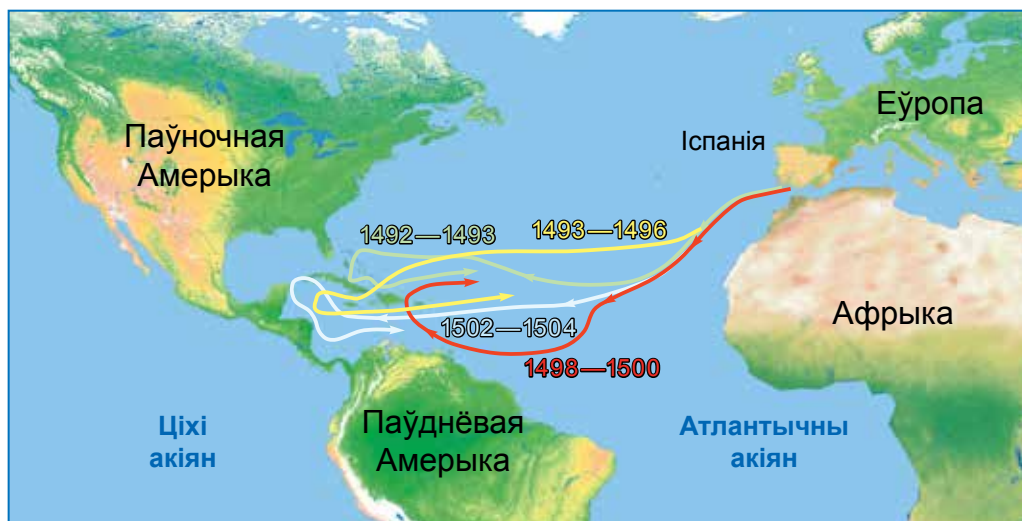 Еўропа
Паўночная
Амерыка
Іспанія
1492—1493
1493—1496
Афрыка
1502—1504
1498—1500
Паўднёвая
Амерыка
Ціхі
акіян
Атлантычны
акіян